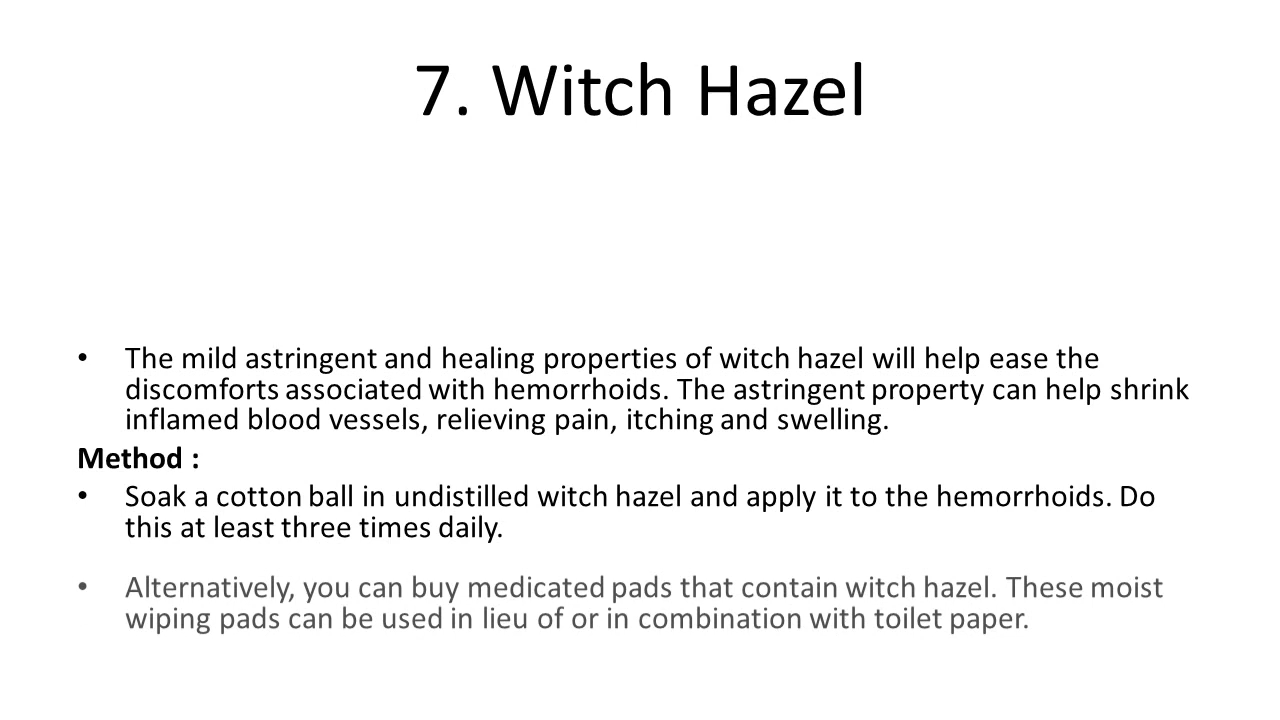 7. Witch Hazel
• The mild astringent and healing properties of witch hazel will help ease the
discomforts associated with hemorrhoids. The astringent property can help shrink
inflamed blood vessels, relieving pain, itching and swelling.
Method :
• Soak a cotton ball in undistilled witch hazel and apply it to the hemorrhoids. Do
this at least three times daily.
• Alternatively, you can buy medicated pads that contain witch hazel. These moist
wiping pads can be used in lieu of or in combination with toilet paper.